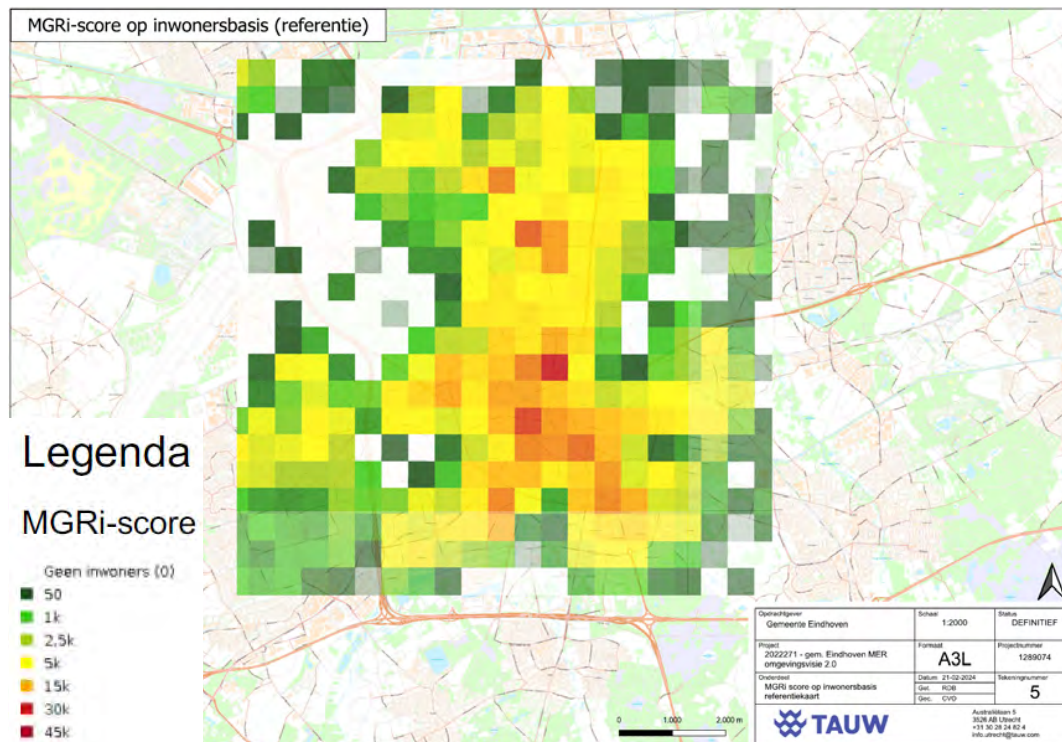 MGRi-score op inwonersbasis (referentie)
Legenda
MGRi-score
Geen inwoners (0)
50
1k
2,5k
5k
15k
30k
45k
0 1.000 2.000 m
Opdrachtgever
Gemeente Eindhoven
Schaal
1:2000
Status
DEFINITIEF
Project
2022271 - gem. Eindhoven MER
omgevingsvisie 2.0
Formaat
A3L
Projectnummer
1289074
Onderdeel
MGRi score op inwonersbasis
referentiekaart
Datum 21-02-2024
Get. RDB
Gec. CVD
Tekeningnummer
5
TAUW
Australiëlaan 5
3526 AB Utrecht
+31 30 28 24 82 4
info.utrecht@tauw.com